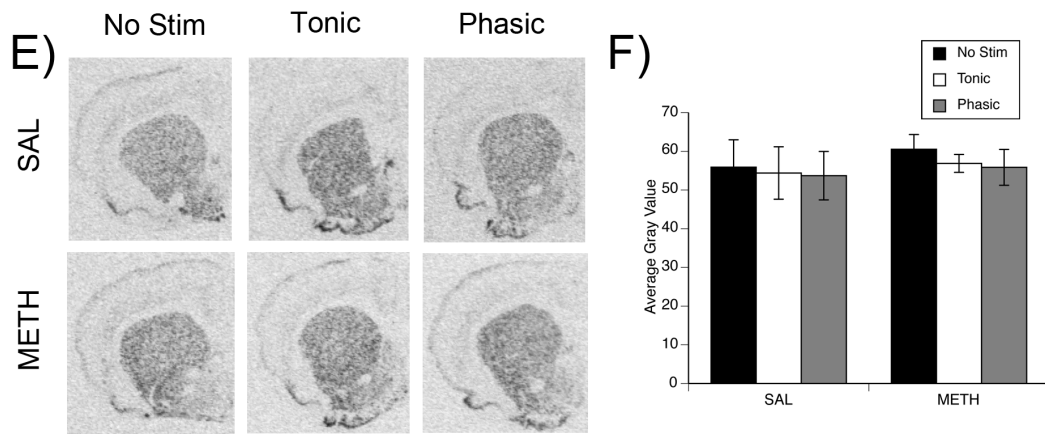 No Stim Tonic Phasic
E)
SAL
METH
F)
No Stim
Tonic
Phasic
Average Gray Value
70
60
50
40
30
20
10
0
SAL METH